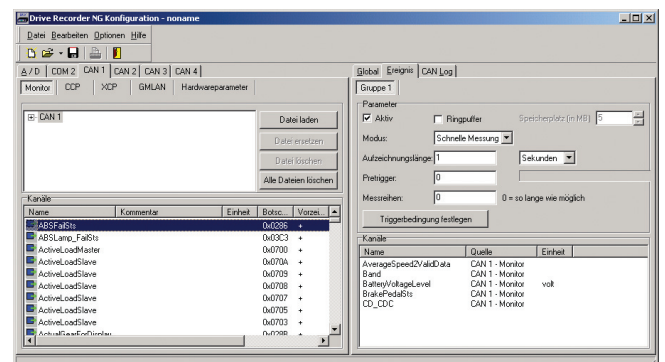 Drive Recorder NG Konfiguration - noname
Datei Bearbeiten Optionen Hilfe
A / D COM 2 CAN 1 CAN 2 CAN 3 CAN 4
Monitor CCP XCP GMLAN Hardwareparameter
CAN 1
Datei laden
Datei ersetzen
Datei löschen
Alle Dateien löschen
Kanäle
Name Kommentar Einheit Botsc... Vorzei...
ABSFailSts 0x0286 +
ABSLamp_FailSts 0x03C3 +
ActiveLoadMaster 0x0700 +
ActiveLoadSlave 0x070A +
ActiveLoadSlave 0x0709 +
ActiveLoadSlave 0x0708 +
ActiveLoadSlave 0x0707 +
ActiveLoadSlave 0x0705 +
ActiveLoadSlave 0x0703 +
ActualGearForDisplay 0x028B +
Global Ereignis CAN Log
Gruppe 1
Parameter
Aktiv Ringpuffer Speicherplatz (in MB) 5
Modus: Schnelle Messung
Aufzeichnungslänge: 1 Sekunden
Pretrigger: 0
Messreihen: 0 0 = so lange wie möglich
Triggerbedingung festlegen
Kanäle
Name Quelle Einheit
AverageSpeed2ValidData CAN 1 - Monitor
Band CAN 1 - Monitor
BatteryVoltageLevel CAN 1 - Monitor volt
BrakePedalSts CAN 1 - Monitor
CD_CDC CAN 1 - Monitor